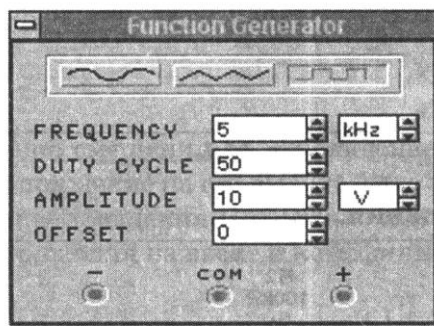 Function Generator
FREQUENCY 5 kHz
DUTY CYCLE 50
AMPLITUDE 10 V
OFFSET 0
− COM +